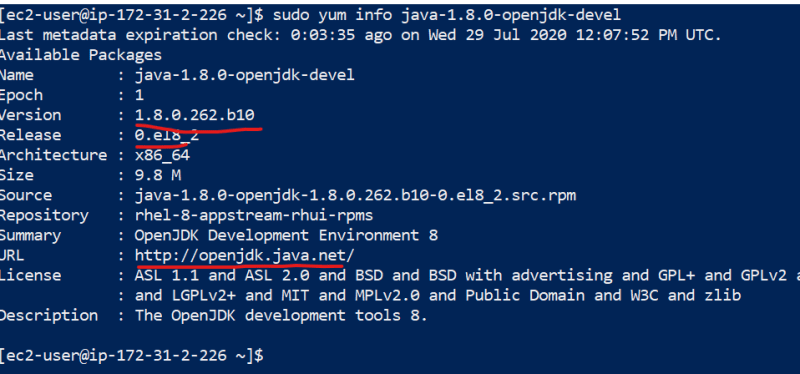 [ec2-user@ip-172-31-2-226 ~]$ sudo yum info java-1.8.0-openjdk-devel
Last metadata expiration check: 0:03:35 ago on Wed 29 Jul 2020 12:07:52 PM UTC.
Available Packages
Name : java-1.8.0-openjdk-devel
Epoch : 1
Version : 1.8.0.262.b10
Release : 0.el8_2
Architecture : x86_64
Size : 9.8 M
Source : java-1.8.0-openjdk-1.8.0.262.b10-0.el8_2.src.rpm
Repository : rhel-8-appstream-rhui-rpms
Summary : OpenJDK Development Environment 8
URL : http://openjdk.java.net/
License : ASL 1.1 and ASL 2.0 and BSD and BSD with advertising and GPL+ and GPLv2 a
: and LGPLv2+ and MIT and MPLv2.0 and Public Domain and W3C and zlib
Description : The OpenJDK development tools 8.
[ec2-user@ip-172-31-2-226 ~]$